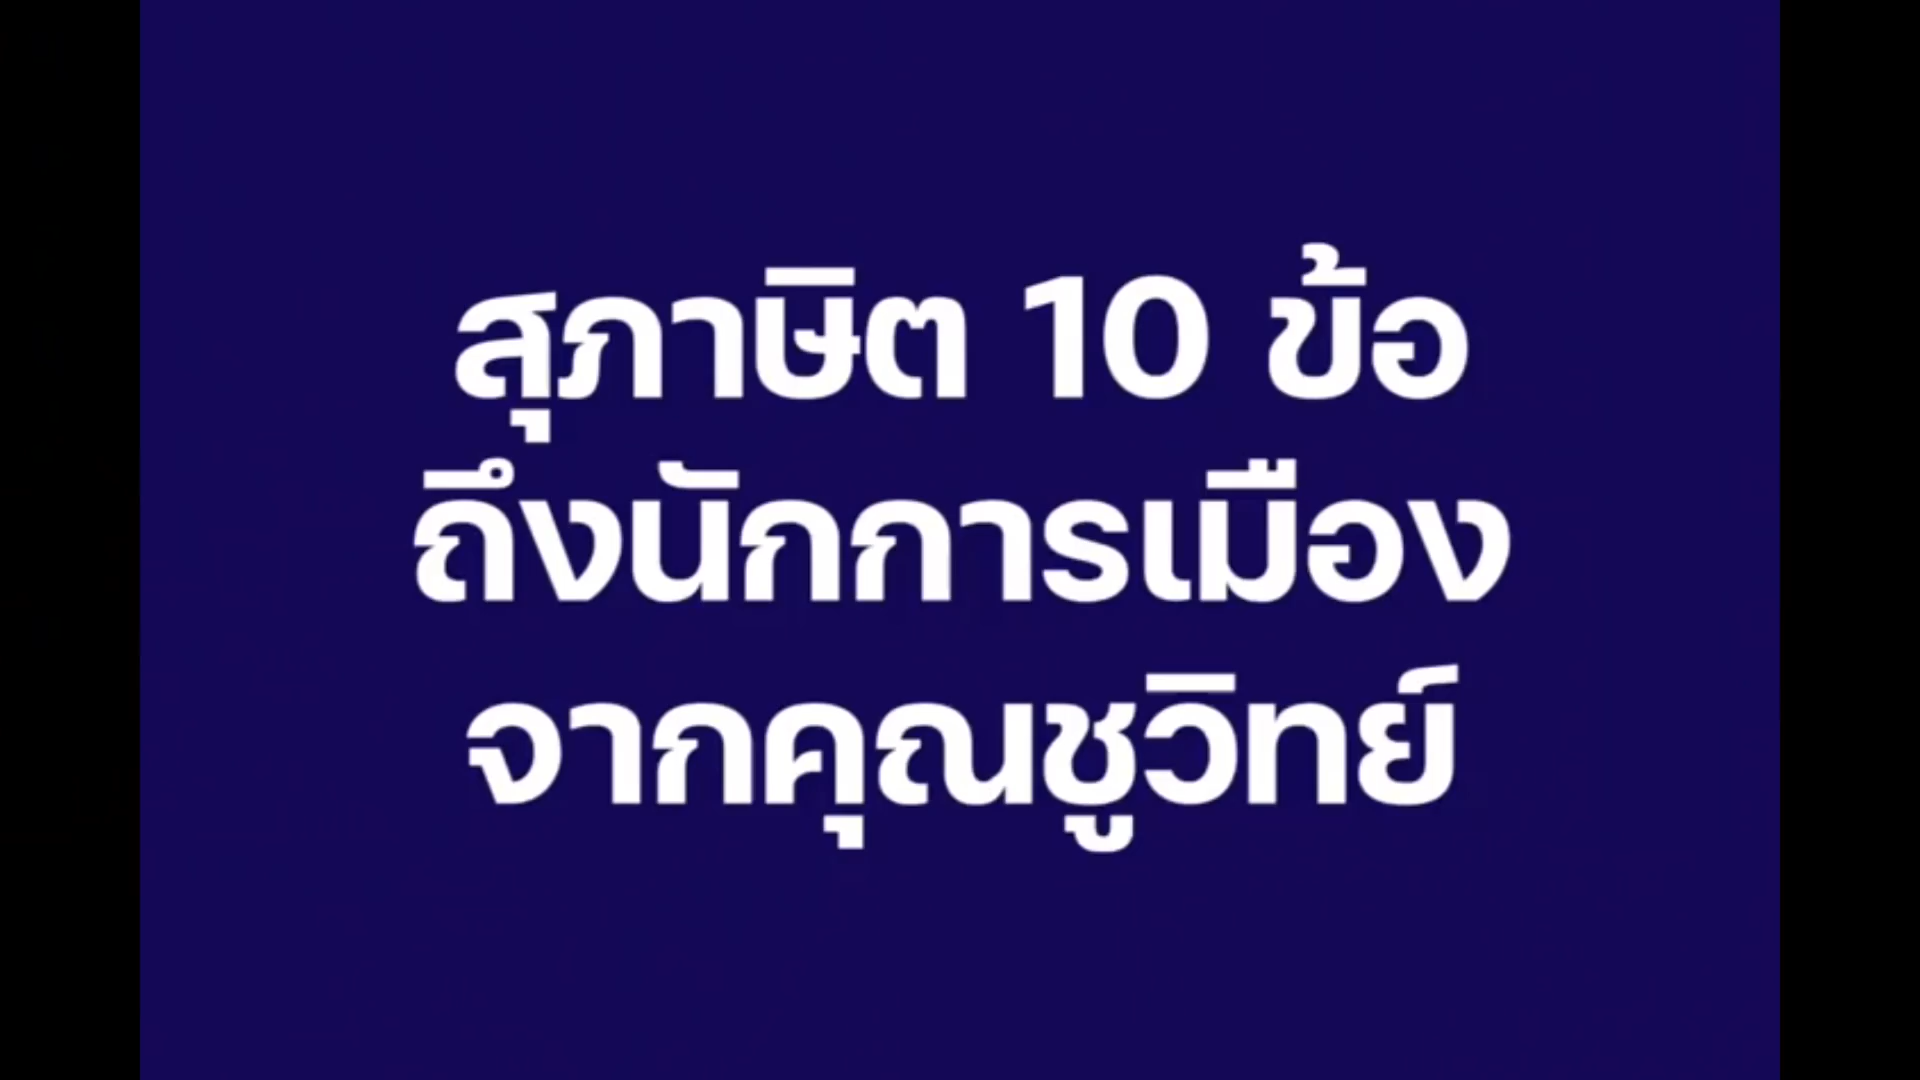 สุภาษิต 10 ข้อ
ถึงนักการเมือง
จากคุณชูวิทย์